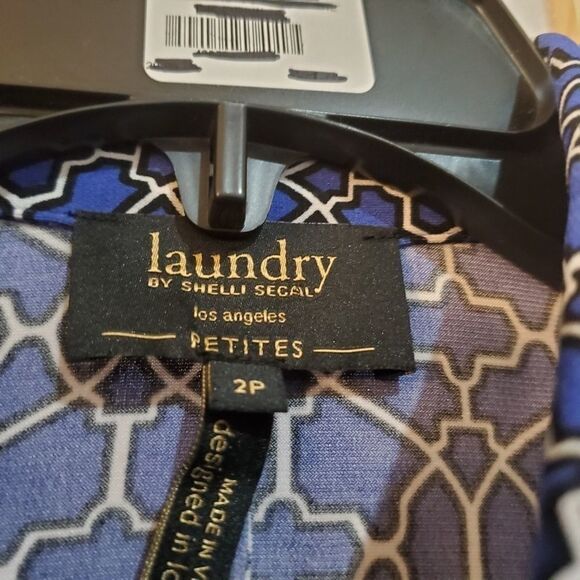 laundry
BY SHELLI SEGAL
los angeles
PETITES
2P
MADE IN
designed in